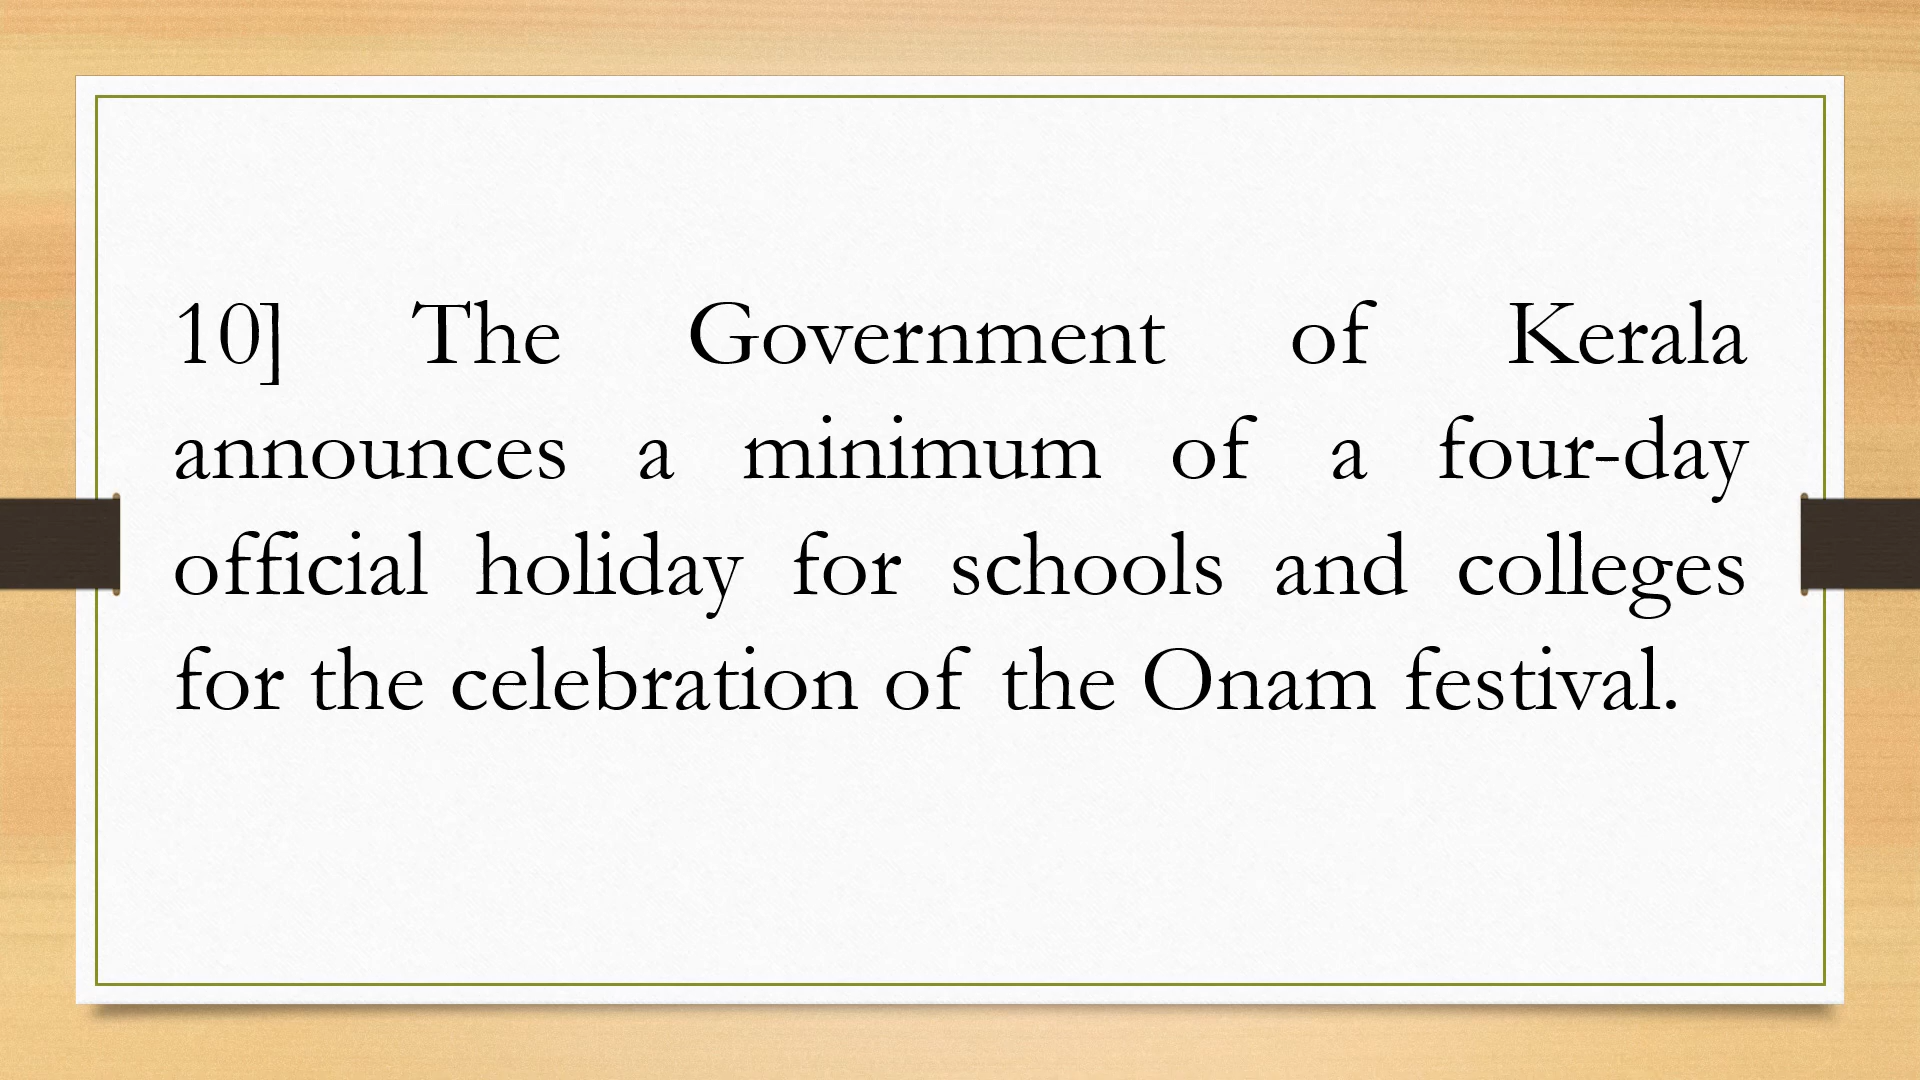 10] The Government of Kerala
announces a minimum of a four-day
official holiday for schools and colleges
for the celebration of the Onam festival.